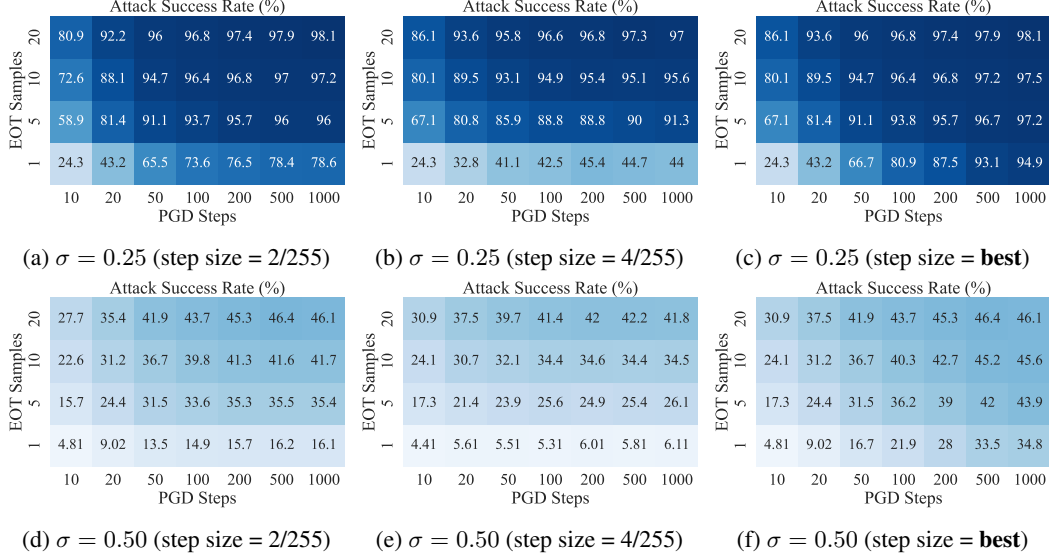 Attack Success Rate (%)
EOT Samples
20 80.9 92.2 96 96.8 97.4 97.9 98.1
10 72.6 88.1 94.7 96.4 96.8 97 97.2
5 58.9 81.4 91.1 93.7 95.7 96 96
1 24.3 43.2 65.5 73.6 76.5 78.4 78.6
10 20 50 100 200 500 1000
PGD Steps
(a) σ = 0.25 (step size = 2/255)
Attack Success Rate (%)
EOT Samples
20 86.1 93.6 95.8 96.6 96.8 97.3 97
10 80.1 89.5 93.1 94.9 95.4 95.1 95.6
5 67.1 80.8 85.9 88.8 88.8 90 91.3
1 24.3 32.8 41.1 42.5 45.4 44.7 44
10 20 50 100 200 500 1000
PGD Steps
(b) σ = 0.25 (step size = 4/255)
Attack Success Rate (%)
EOT Samples
20 86.1 93.6 96 96.8 97.4 97.9 98.1
10 80.1 89.5 94.7 96.4 96.8 97.2 97.5
5 67.1 81.4 91.1 93.8 95.7 96.7 97.2
1 24.3 43.2 66.7 80.9 87.5 93.1 94.9
10 20 50 100 200 500 1000
PGD Steps
(c) σ = 0.25 (step size = best)
Attack Success Rate (%)
EOT Samples
20 27.7 35.4 41.9 43.7 45.3 46.4 46.1
10 22.6 31.2 36.7 39.8 41.3 41.6 41.7
5 15.7 24.4 31.5 33.6 35.3 35.5 35.4
1 4.81 9.02 13.5 14.9 15.7 16.2 16.1
10 20 50 100 200 500 1000
PGD Steps
(d) σ = 0.50 (step size = 2/255)
Attack Success Rate (%)
EOT Samples
20 30.9 37.5 39.7 41.4 42 42.2 41.8
10 24.1 30.7 32.1 34.4 34.6 34.4 34.5
5 17.3 21.4 23.9 25.6 24.9 25.4 26.1
1 4.41 5.61 5.51 5.31 6.01 5.81 6.11
10 20 50 100 200 500 1000
PGD Steps
(e) σ = 0.50 (step size = 4/255)
Attack Success Rate (%)
EOT Samples
20 30.9 37.5 41.9 43.7 45.3 46.4 46.1
10 24.1 31.2 36.7 40.3 42.7 45.2 45.6
5 17.3 24.4 31.5 36.2 39 42 43.9
1 4.81 9.02 16.7 21.9 28 33.5 34.8
10 20 50 100 200 500 1000
PGD Steps
(f) σ = 0.50 (step size = best)